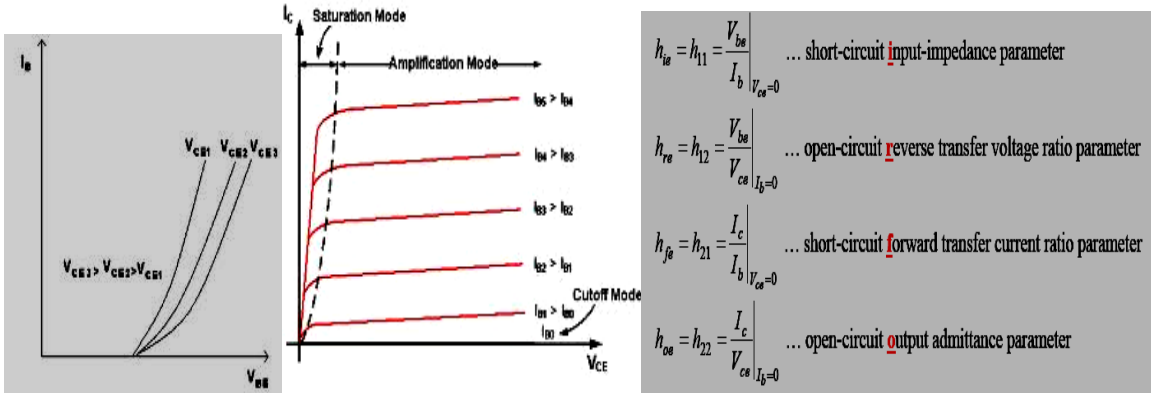 I_B
V_CE1 V_CE2 V_CE3
V_CE3 > V_CE2 > V_CE1
V_BE
I_C Saturation Mode
Amplification Mode
I_B5 > I_B4
I_B4 > I_B3
I_B3 > I_B2
I_B2 > I_B1
Cutoff Mode
I_B1 > I_B0
I_B0
V_CE
h_ie = h_11 = V_be / I_b |V_ce=0 ... short-circuit input-impedance parameter
h_re = h_12 = V_be / V_ce |I_b=0 ... open-circuit reverse transfer voltage ratio parameter
h_fe = h_21 = I_c / I_b |V_ce=0 ... short-circuit forward transfer current ratio parameter
h_oe = h_22 = I_c / V_ce |I_b=0 ... open-circuit output admittance parameter